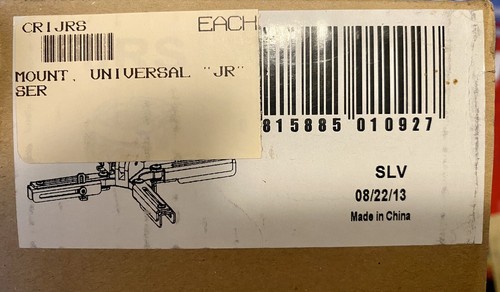 CRIJRS EACH
MOUNT, UNIVERSAL "JR"
SER
815885 010927
SLV
08/22/13
Made in China